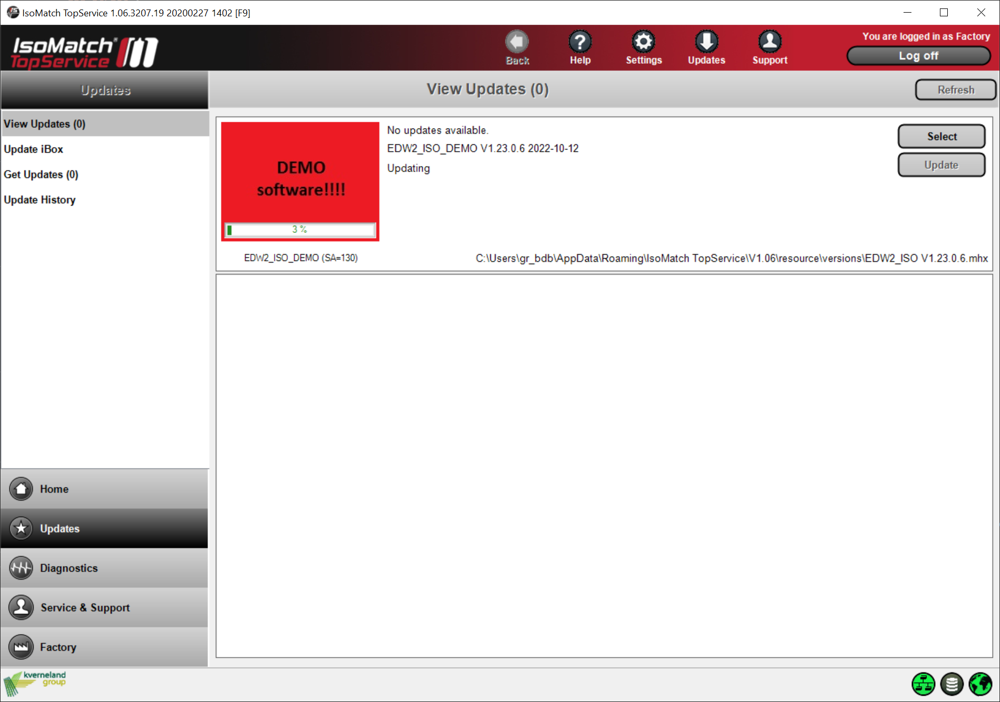 IsoMatch TopService 1.06.3207.19 20200227 1402 [F9]
IsoMatch®
TopService
Back
Help
Settings
Updates
Support
You are logged in as Factory
Log off
Updates
View Updates (0)
Refresh
View Updates (0)
Update iBox
Get Updates (0)
Update History
DEMO
software!!!!
3 %
EDW2_ISO_DEMO (SA=130)
No updates available.
EDW2_ISO_DEMO V1.23.0.6 2022-10-12
Updating
Select
Update
C:\Users\gr_bdb\AppData\Roaming\IsoMatch TopService\V1.06\resource\versions\EDW2_ISO V1.23.0.6.mhx
Home
Updates
Diagnostics
Service & Support
Factory
kverneland
group